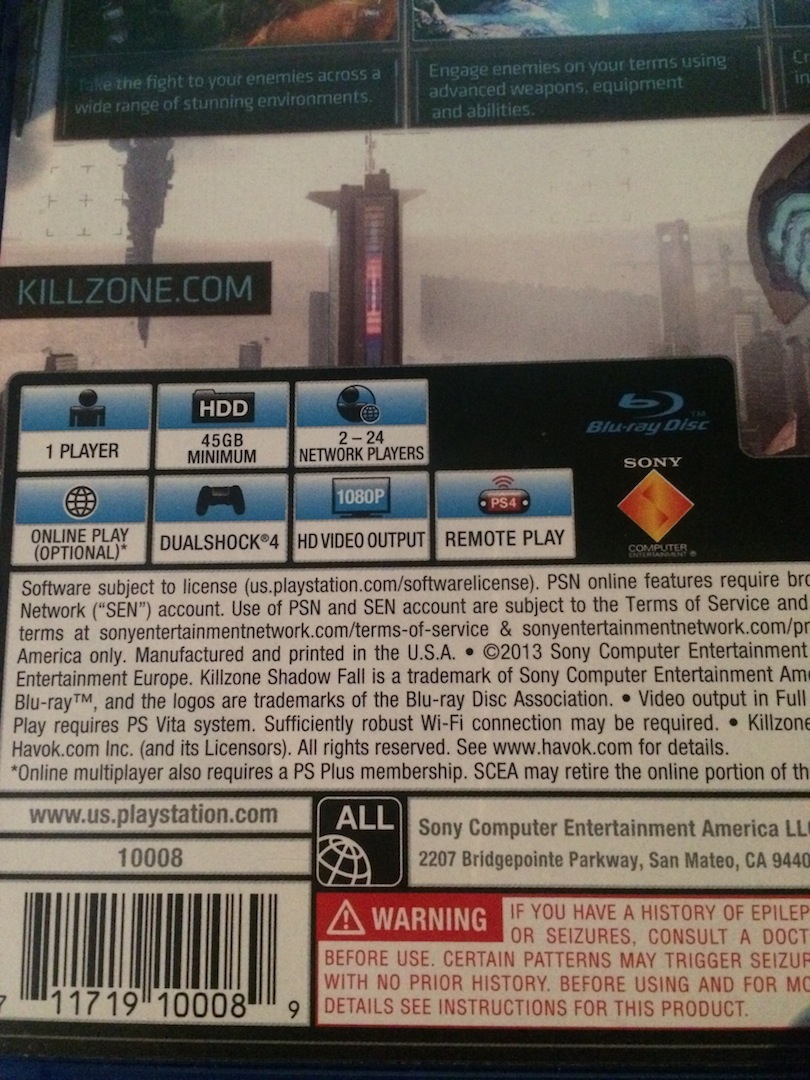 Take the fight to your enemies across a
wide range of stunning environments.
Engage enemies on your terms using
advanced weapons, equipment
and abilities.
KILLZONE.COM
1 PLAYER
HDD
45GB
MINIMUM
2 – 24
NETWORK PLAYERS
Blu-ray Disc™
ONLINE PLAY
(OPTIONAL)*
DUALSHOCK®4
1080P
HD VIDEO OUTPUT
PS4
REMOTE PLAY
SONY
COMPUTER
ENTERTAINMENT®
Software subject to license (us.playstation.com/softwarelicense). PSN online features require
Network (“SEN”) account. Use of PSN and SEN account are subject to the Terms of Service and
terms at sonyentertainmentnetwork.com/terms-of-service & sonyentertainmentnetwork.com/pr
America only. Manufactured and printed in the U.S.A. • ©2013 Sony Computer Entertainment
Entertainment Europe. Killzone Shadow Fall is a trademark of Sony Computer Entertainment Am
Blu-ray™, and the logos are trademarks of the Blu-ray Disc Association. • Video output in Full
Play requires PS Vita system. Sufficiently robust Wi-Fi connection may be required. • Killzone
Havok.com Inc. (and its Licensors). All rights reserved. See www.havok.com for details.
*Online multiplayer also requires a PS Plus membership. SCEA may retire the online portion of th
www.us.playstation.com
10008
ALL
Sony Computer Entertainment America LLC
2207 Bridgepointe Parkway, San Mateo, CA 9440
WARNING
IF YOU HAVE A HISTORY OF EPILEP
OR SEIZURES, CONSULT A DOCT
BEFORE USE. CERTAIN PATTERNS MAY TRIGGER SEIZUR
WITH NO PRIOR HISTORY. BEFORE USING AND FOR MO
DETAILS SEE INSTRUCTIONS FOR THIS PRODUCT.
7 11719 10008 9